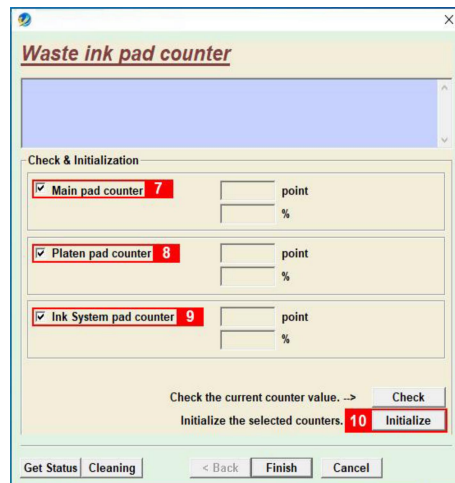 Waste ink pad counter
Check & Initialization
Main pad counter 7
point
%
Platen pad counter 8
point
%
Ink System pad counter 9
point
%
Check the current counter value. --> Check
Initialize the selected counters. 10 Initialize
Get Status Cleaning < Back Finish Cancel